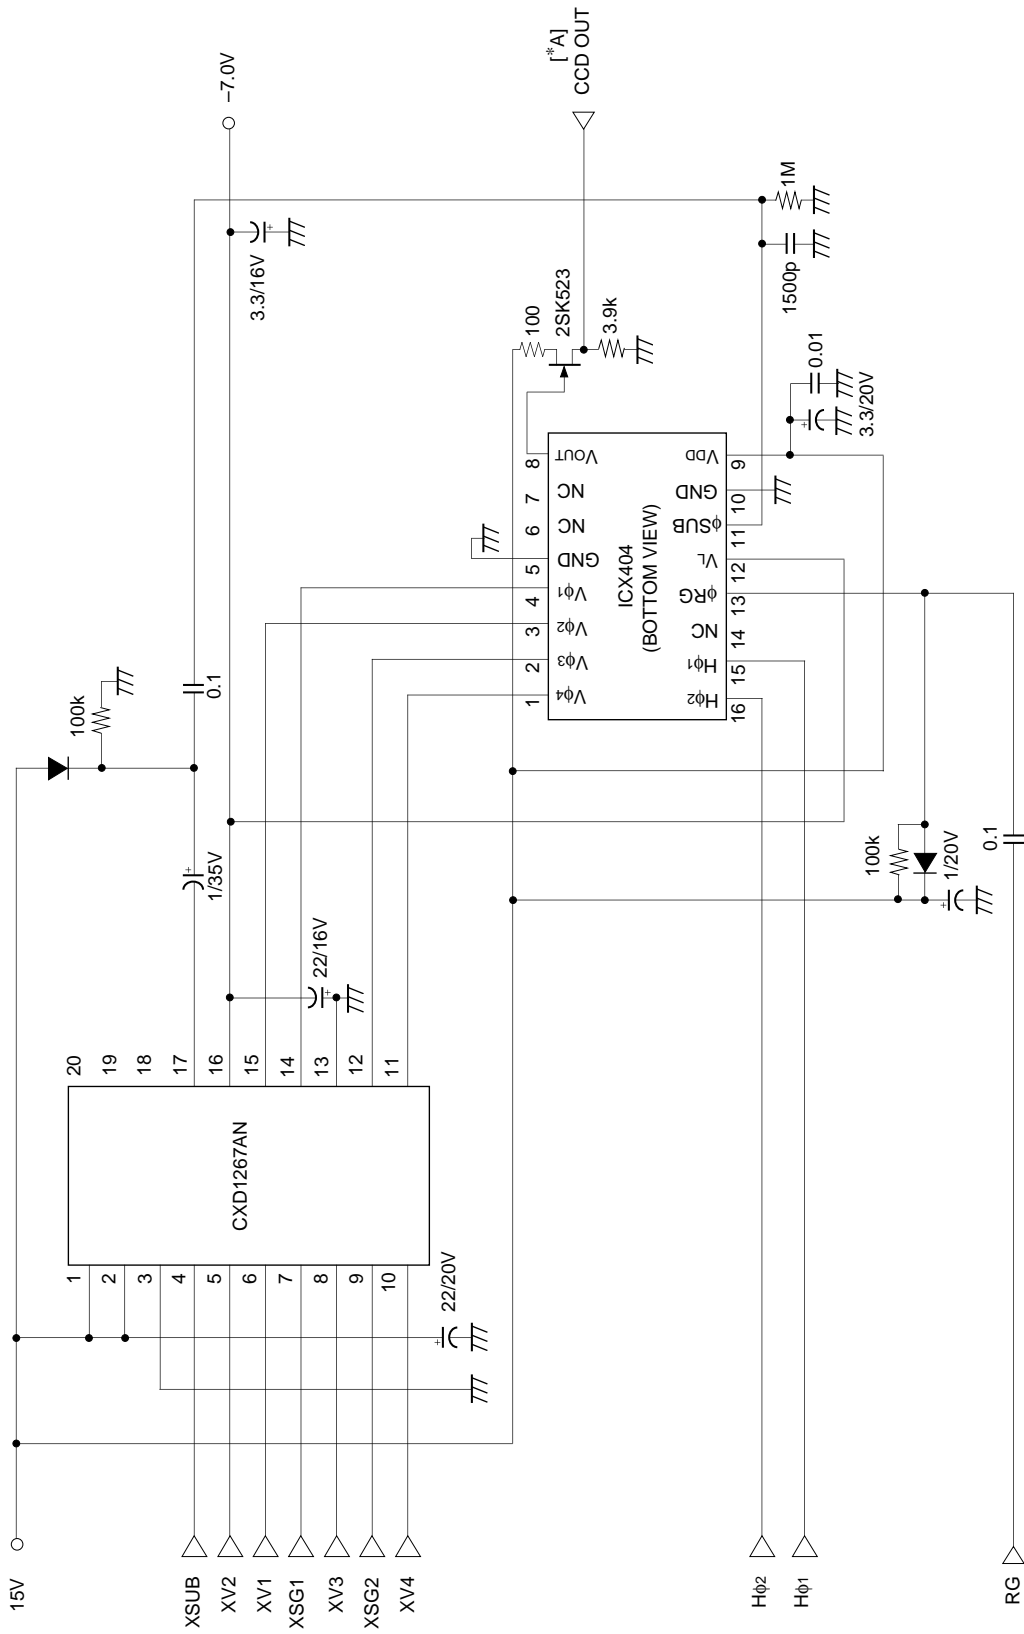 15V
XSUB
XV2
XV1
XSG1
XV3
XSG2
XV4
Hϕ2
Hϕ1
RG
22/20V
1
2
3
4
5
6
7
8
9
10
CXD1267AN
20
19
18
17
16
15
14
13
12
11
22/16V
1/35V
100k
0.1
–7.0V
3.3/16V
100k
1/20V
0.1
1
2
3
4
5
6
7
8
Vϕ4
Vϕ3
Vϕ2
Vϕ1
GND
NC
NC
VOUT
ICX404
(BOTTOM VIEW)
Hϕ2
Hϕ1
NC
ϕRG
VL
ϕSUB
GND
VDD
16
15
14
13
12
11
10
9
100
2SK523
3.9k
[*A]
CCD OUT
0.01
3.3/20V
1500p
1M